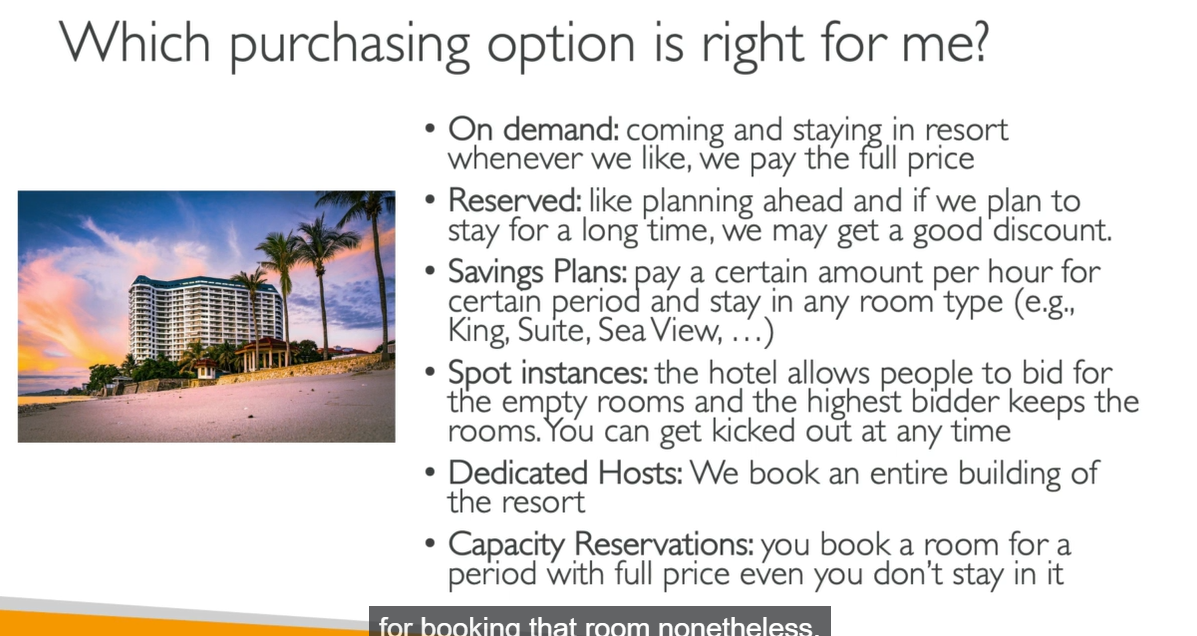 Which purchasing option is right for me?
• On demand: coming and staying in resort
whenever we like, we pay the full price
• Reserved: like planning ahead and if we plan to
stay for a long time, we may get a good discount.
• Savings Plans: pay a certain amount per hour for
certain period and stay in any room type (e.g.,
King, Suite, Sea View, …)
• Spot instances: the hotel allows people to bid for
the empty rooms and the highest bidder keeps the
rooms. You can get kicked out at any time
• Dedicated Hosts: We book an entire building of
the resort
• Capacity Reservations: you book a room for a
period with full price even you don't stay in it
for booking that room nonetheless.